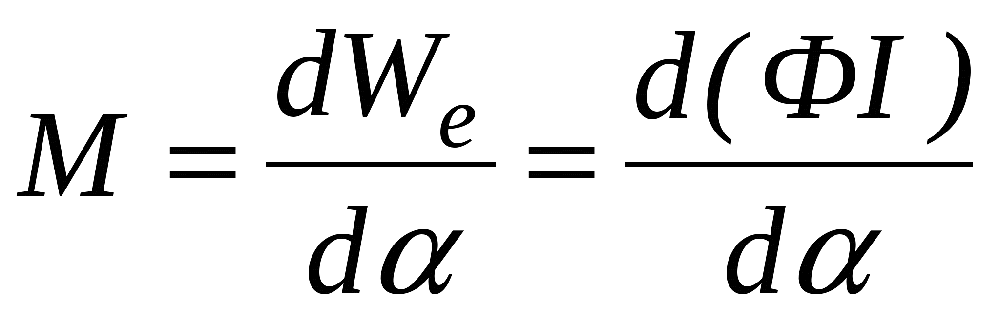 M = dW_e/dα = d(ΦI)/dα